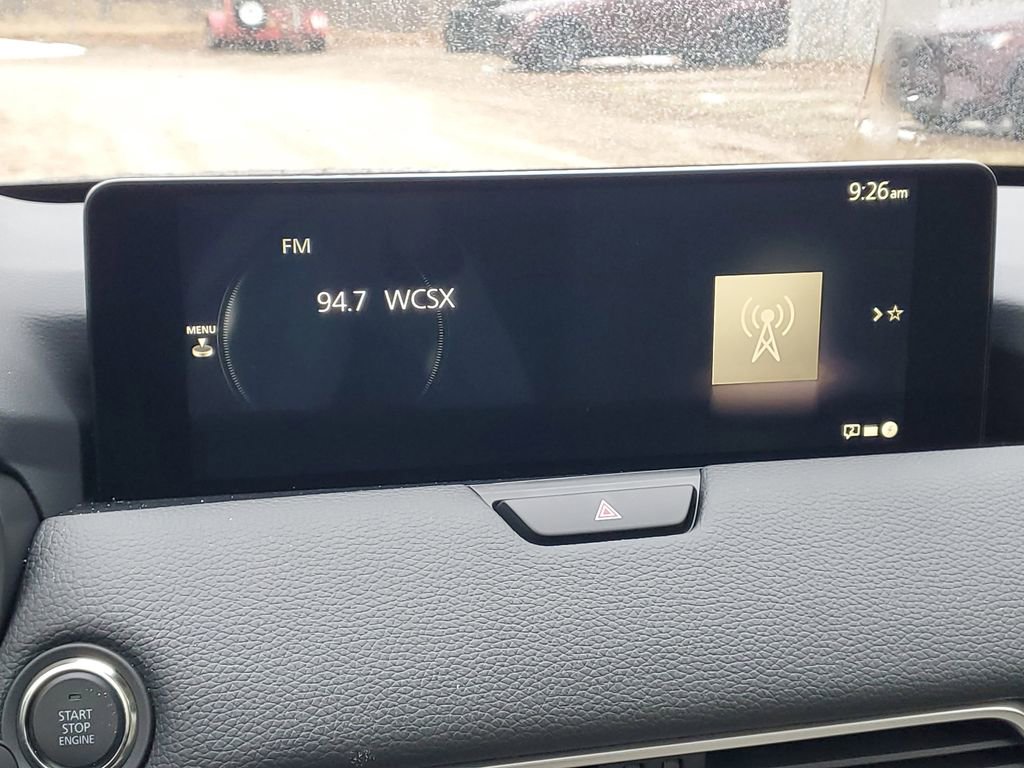 9:26am
FM
94.7 WCSX
MENU
START
STOP
ENGINE